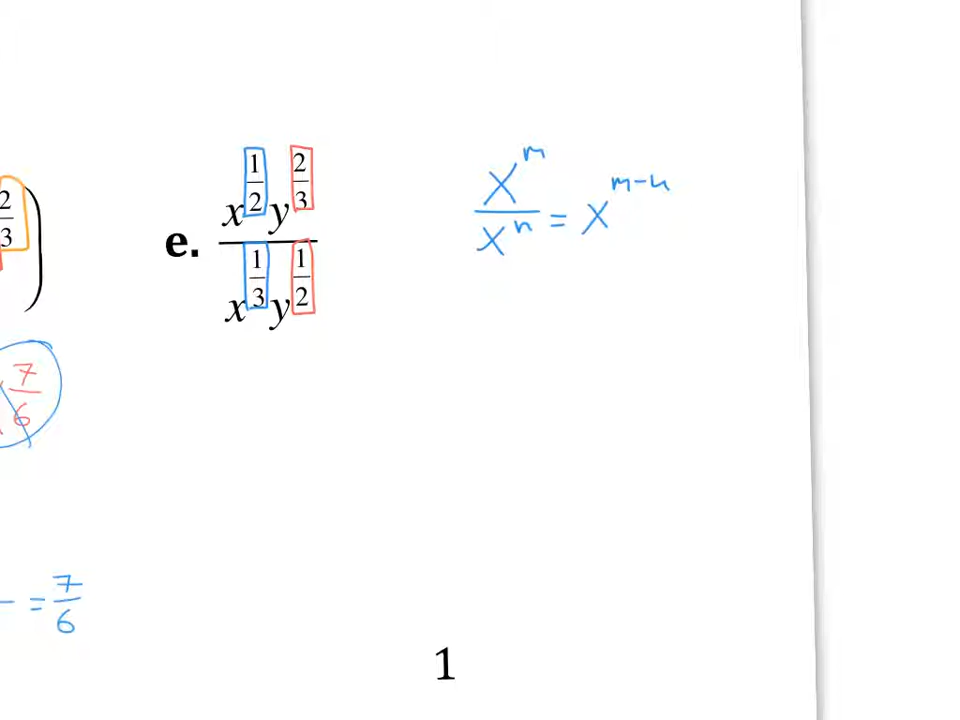 2/3)
e. x^(1/2) y^(2/3) / x^(1/3) y^(1/2)
x^m / x^n = x^(m-n)
7/6
= 7/6
1